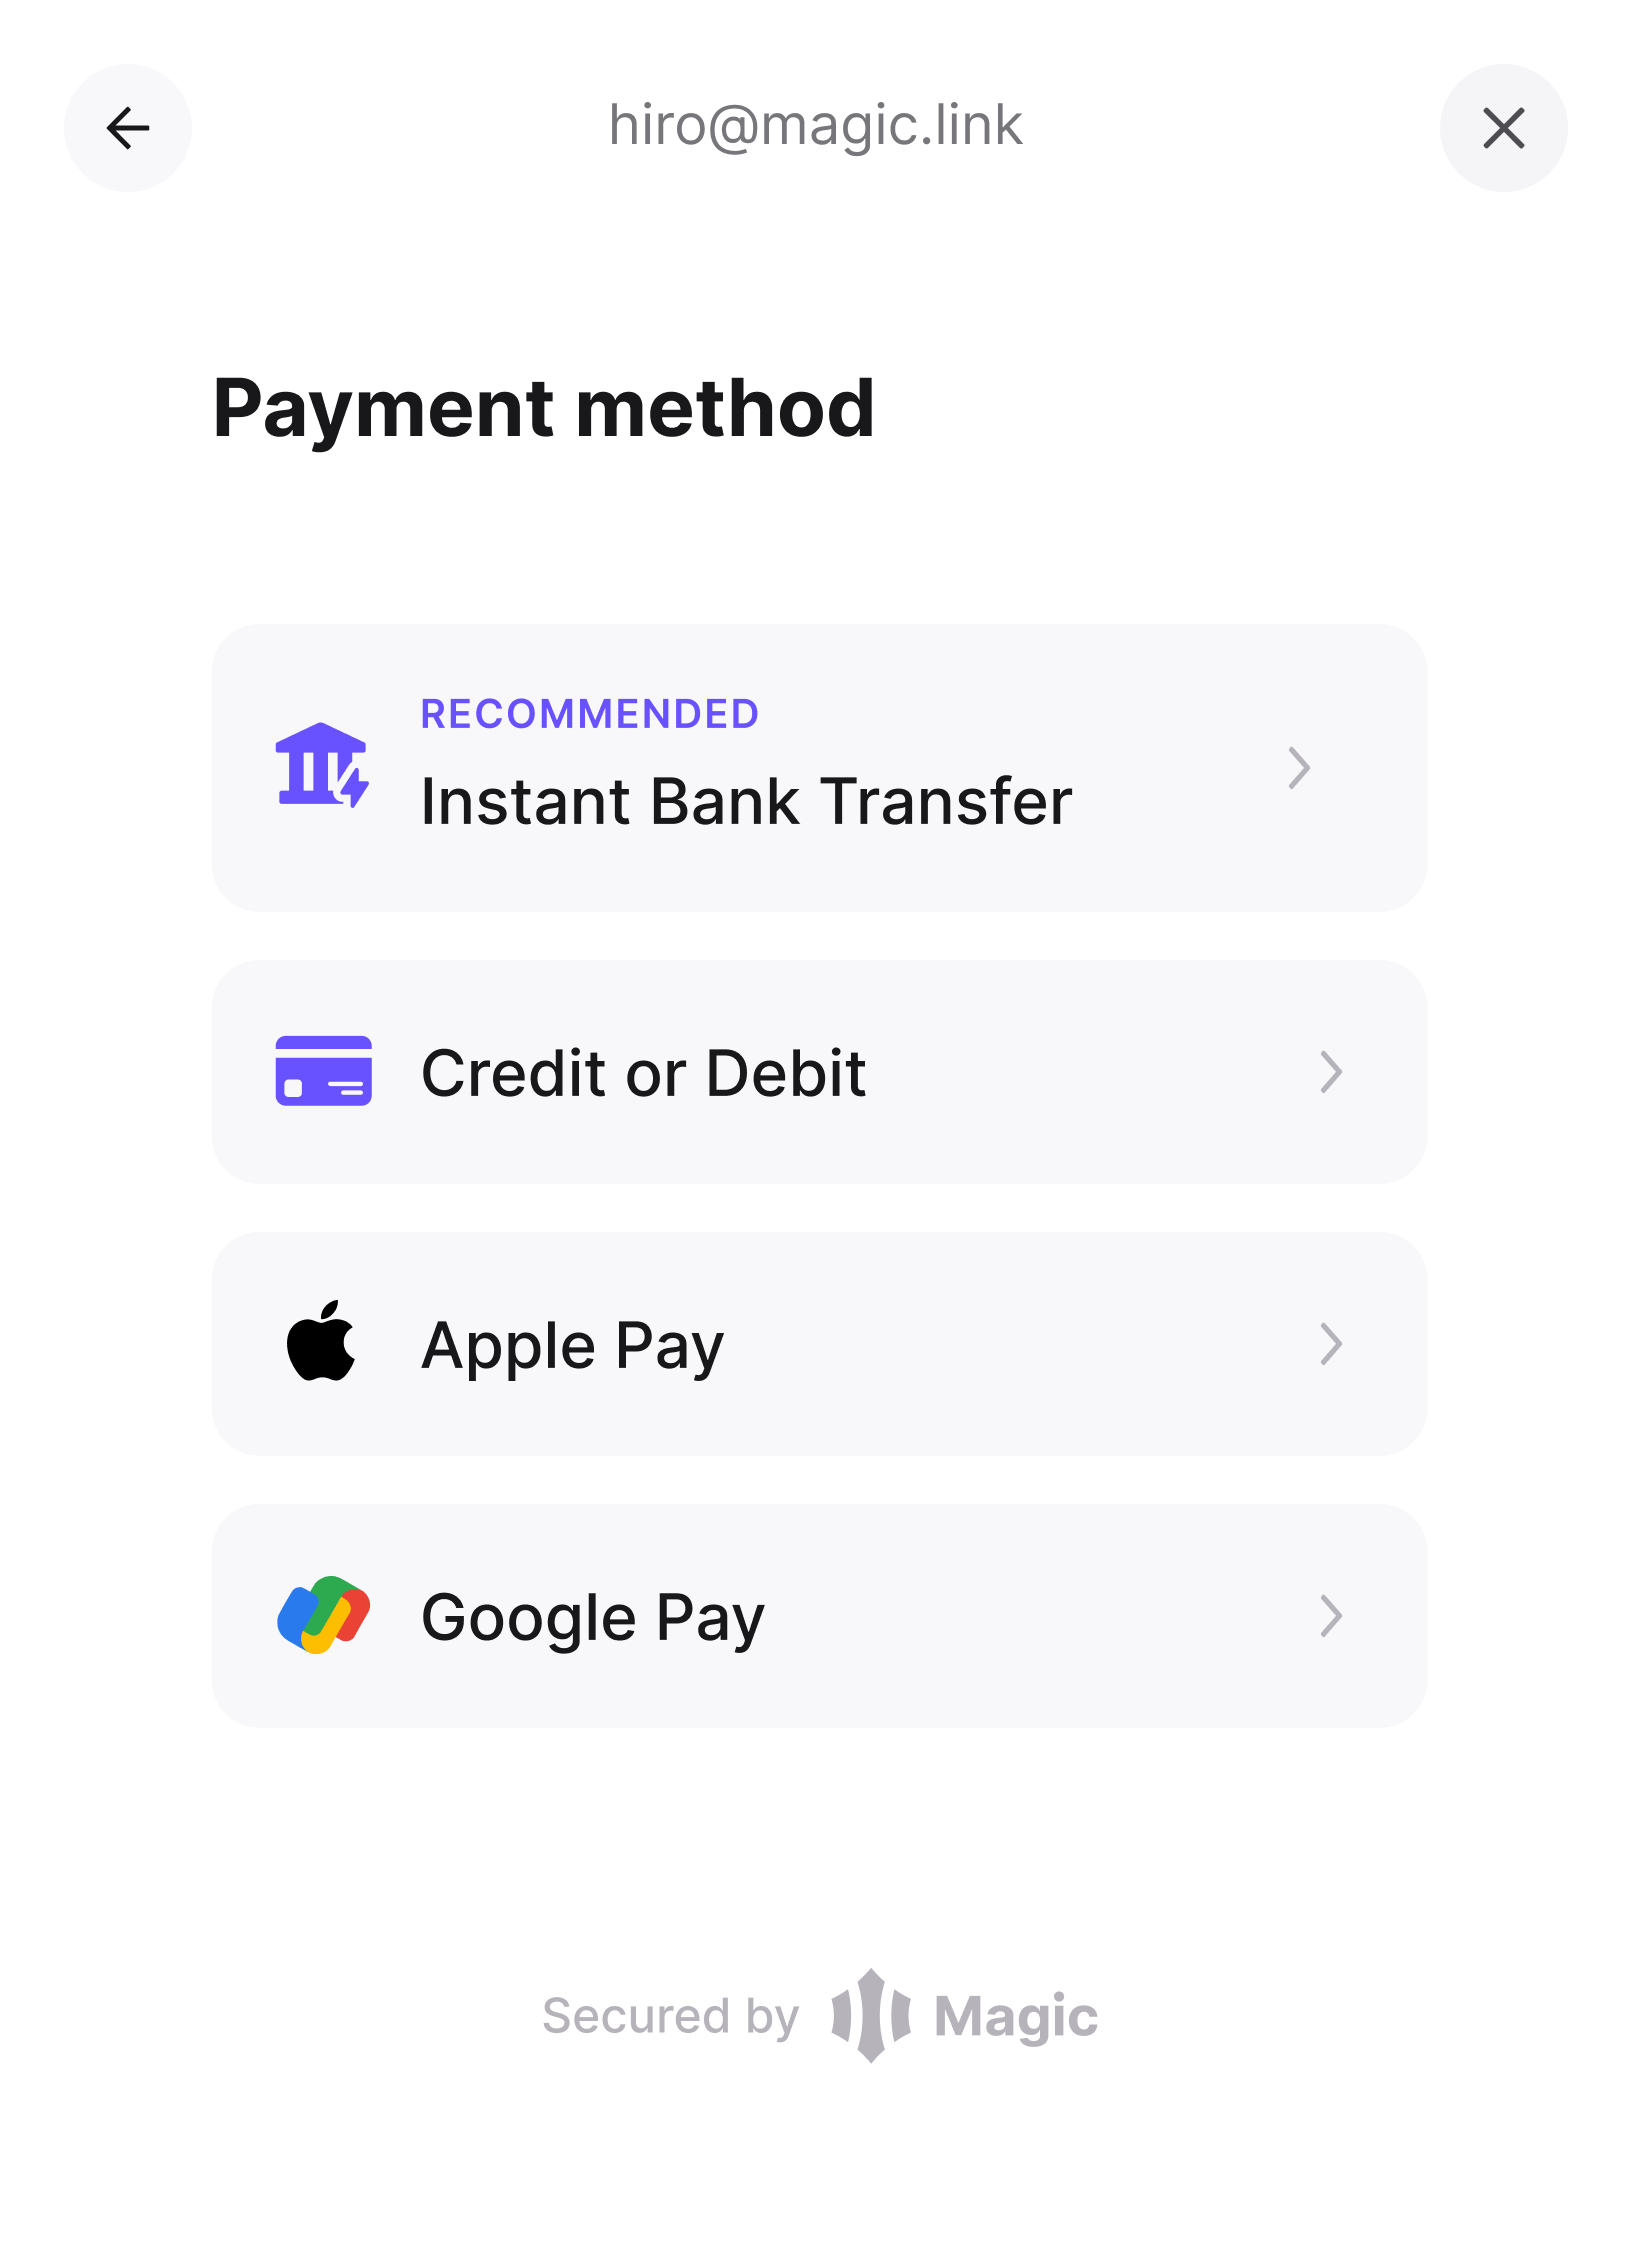 hiro@magic.link
Payment method
RECOMMENDED
Instant Bank Transfer
Credit or Debit
Apple Pay
Google Pay
Secured by Magic